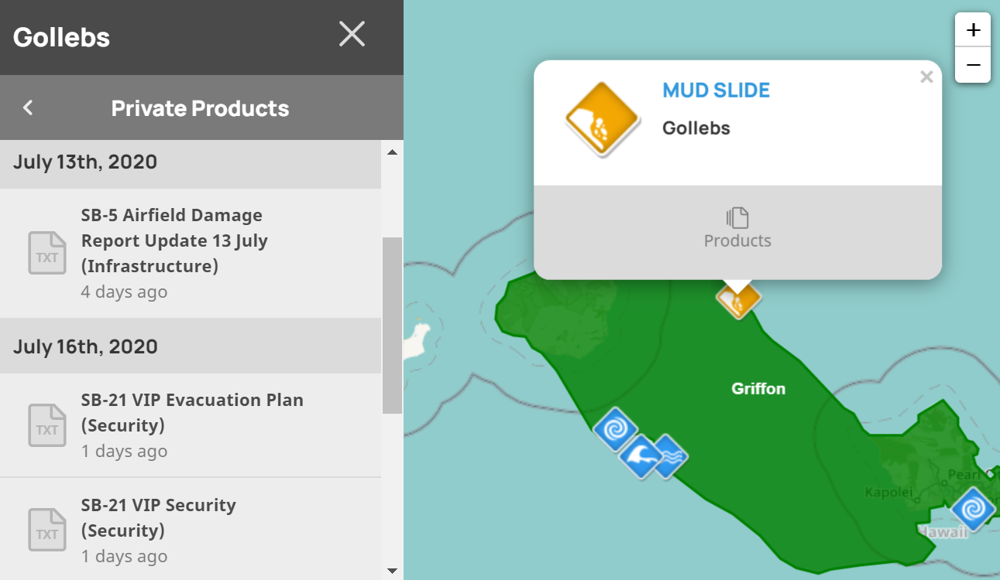 Gollebs
Private Products
July 13th, 2020
TXT
SB-5 Airfield Damage
Report Update 13 July
(Infrastructure)
4 days ago
July 16th, 2020
TXT
SB-21 VIP Evacuation Plan
(Security)
1 days ago
TXT
SB-21 VIP Security
(Security)
1 days ago
+
−
MUD SLIDE
×
Gollebs
Products
Griffon
Pearl
Kapolei
Hawaii